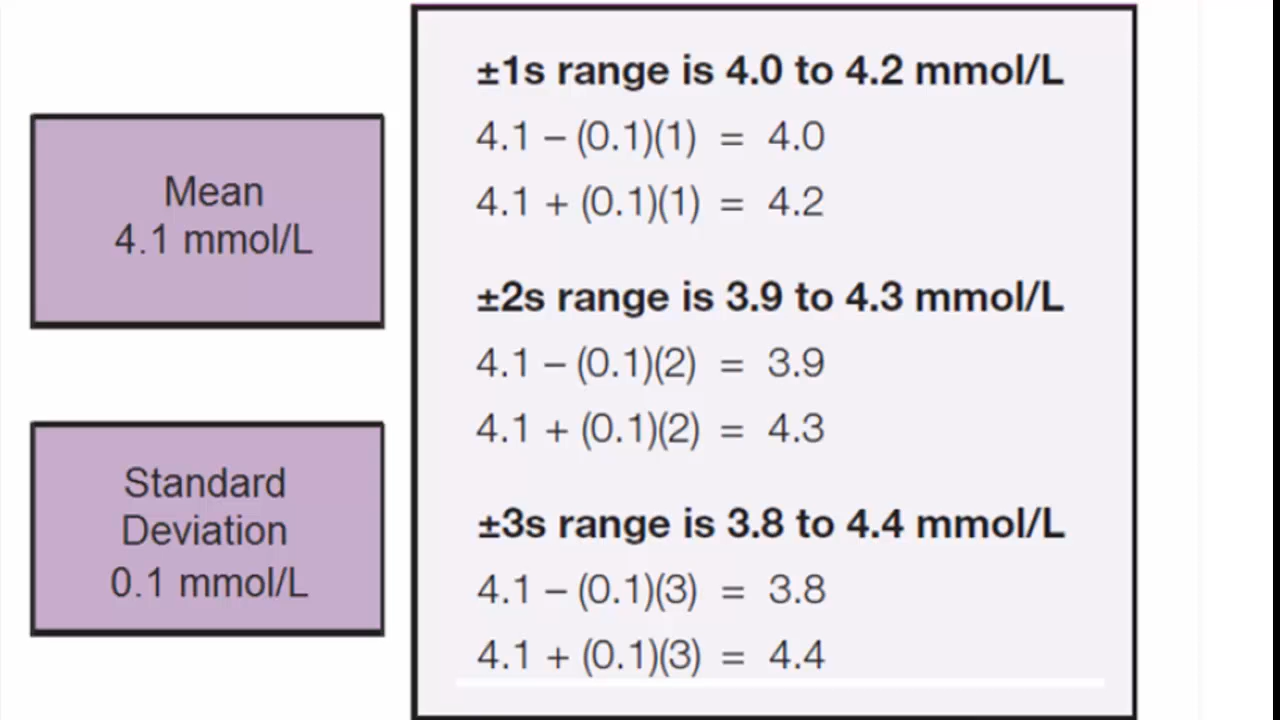 Mean
4.1 mmol/L
Standard
Deviation
0.1 mmol/L
±1s range is 4.0 to 4.2 mmol/L
4.1 – (0.1)(1) = 4.0
4.1 + (0.1)(1) = 4.2
±2s range is 3.9 to 4.3 mmol/L
4.1 – (0.1)(2) = 3.9
4.1 + (0.1)(2) = 4.3
±3s range is 3.8 to 4.4 mmol/L
4.1 – (0.1)(3) = 3.8
4.1 + (0.1)(3) = 4.4